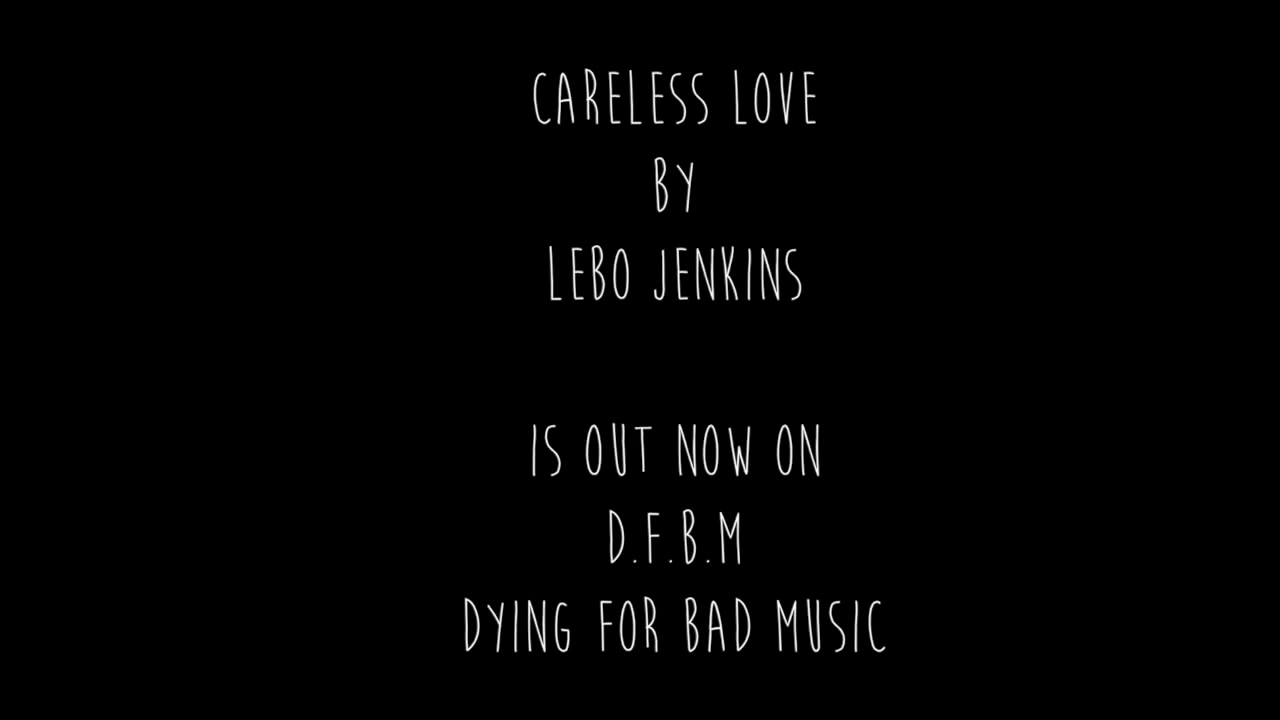 CARELESS LOVE
BY
LEBO JENKINS
IS OUT NOW ON
D.F.B.M
DYING FOR BAD MUSIC